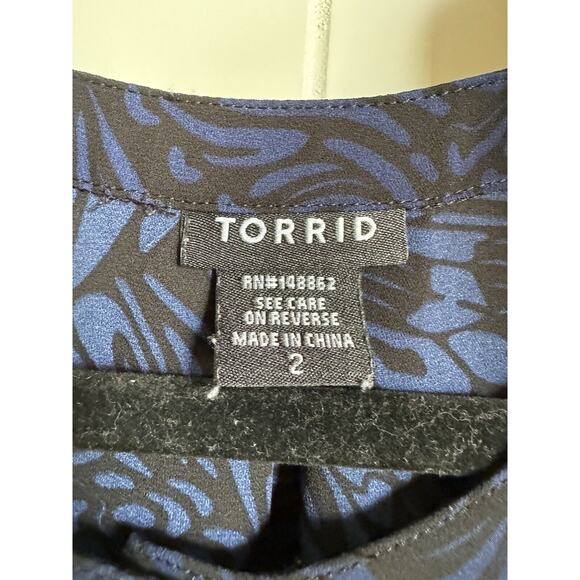 TORRID
RN#148862
SEE CARE
ON REVERSE
MADE IN CHINA
2